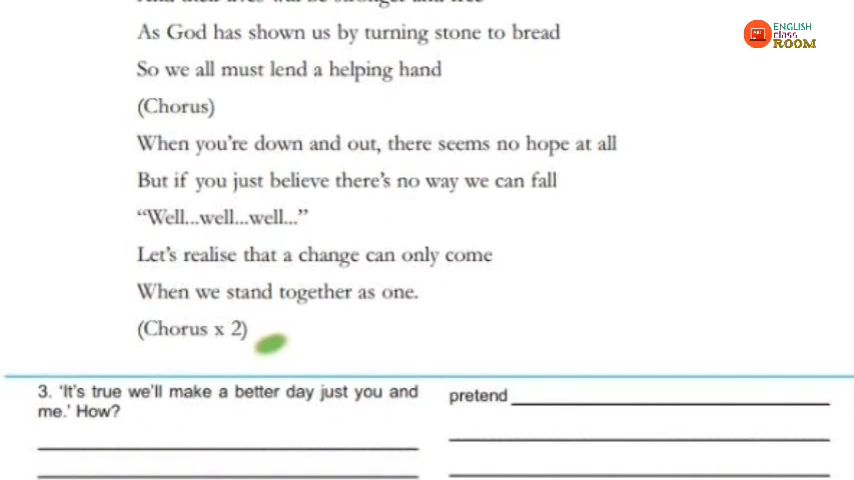 As God has shown us by turning stone to bread
So we all must lend a helping hand
(Chorus)
When you're down and out, there seems no hope at all
But if you just believe there's no way we can fall
“Well...well...well...”
Let's realise that a change can only come
When we stand together as one.
(Chorus x 2)
3. ‘It's true we'll make a better day just you and
me.’ How?
pretend
ENGLISH
class
ROOM